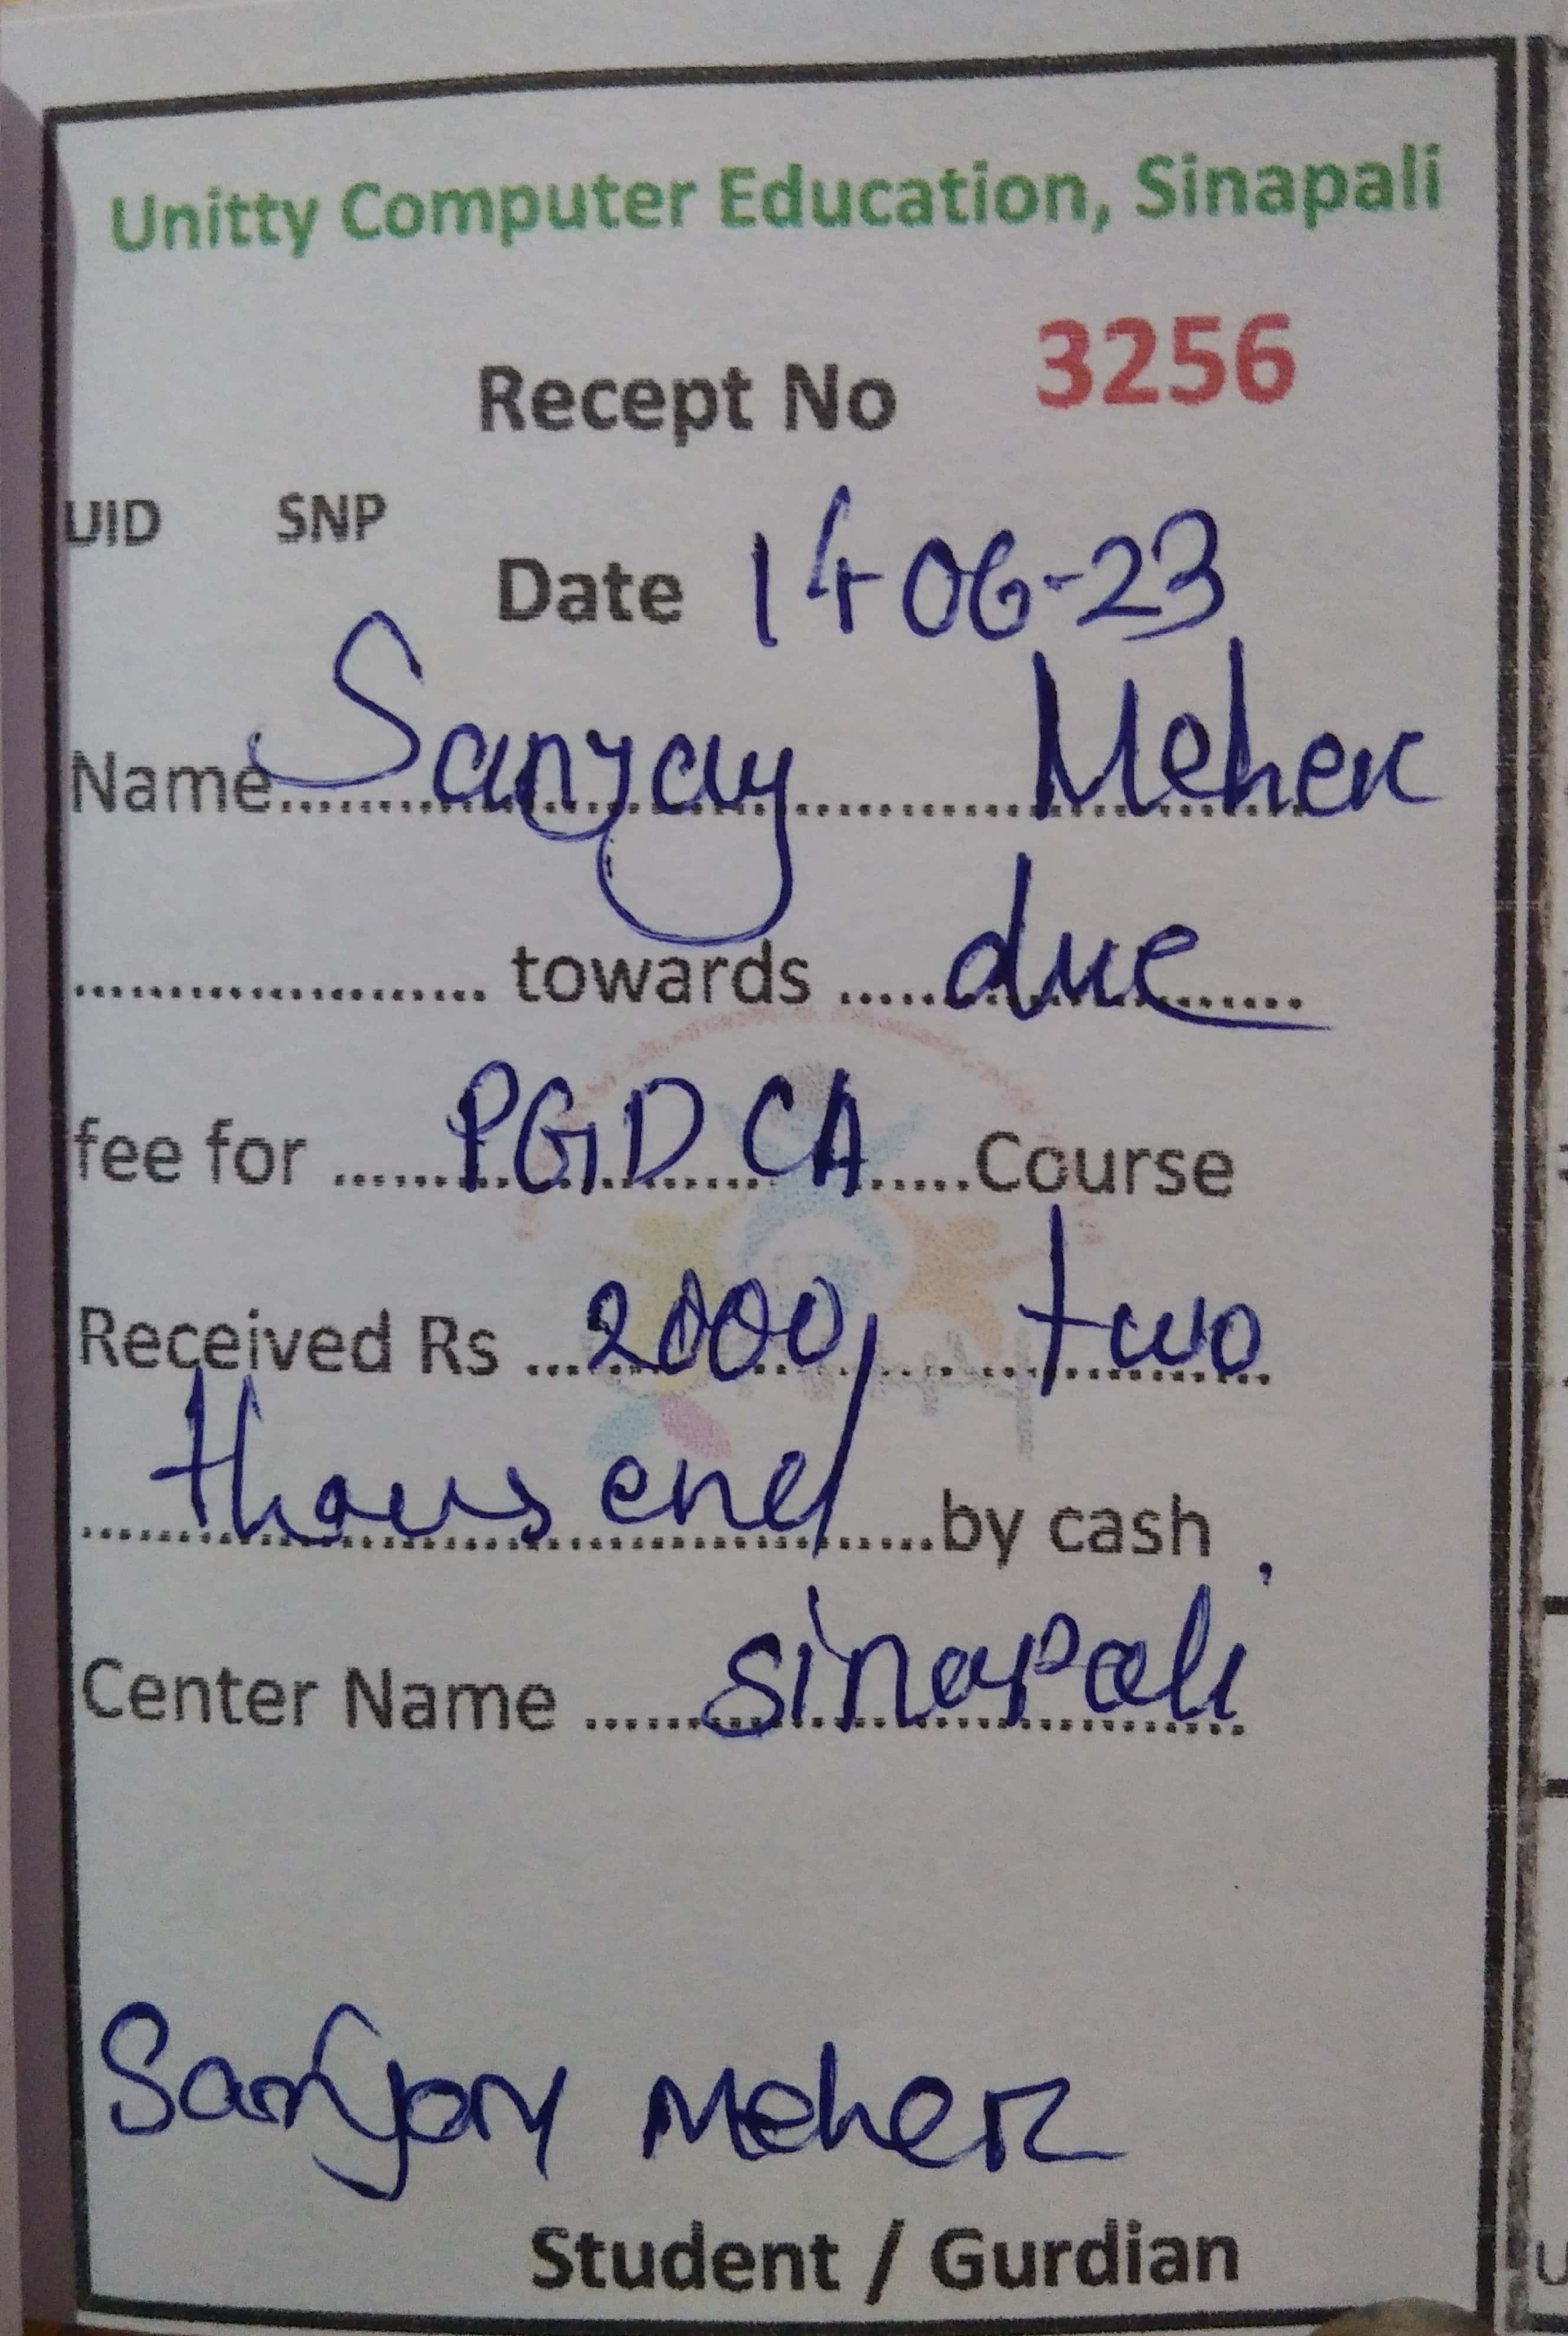 Unitty Computer Education, Sinapali
Recept No 3256
UID SNP
Date 14-06-23
Name Sanjay Meher
towards due
fee for PGDCA Course
Received Rs 2000/ two
thousend by cash
Center Name Sinapali
Sanjay Meher
Student / Gurdian